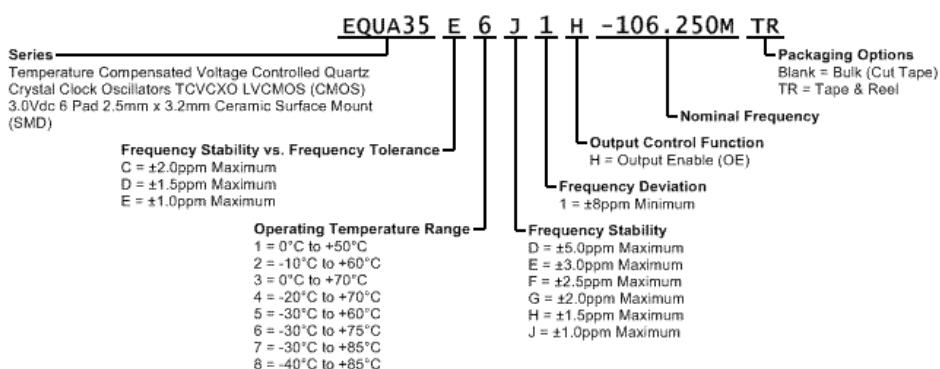 EQUA35 E 6 J 1 H -106.250M TR
Series
Temperature Compensated Voltage Controlled Quartz
Crystal Clock Oscillators TCVCXO LVCMOS (CMOS)
3.0Vdc 6 Pad 2.5mm x 3.2mm Ceramic Surface Mount
(SMD)
Packaging Options
Blank = Bulk (Cut Tape)
TR = Tape & Reel
Nominal Frequency
Output Control Function
H = Output Enable (OE)
Frequency Stability vs. Frequency Tolerance
C = ±2.0ppm Maximum
D = ±1.5ppm Maximum
E = ±1.0ppm Maximum
Frequency Deviation
1 = ±8ppm Minimum
Operating Temperature Range
1 = 0°C to +50°C
2 = -10°C to +60°C
3 = 0°C to +70°C
4 = -20°C to +70°C
5 = -30°C to +60°C
6 = -30°C to +75°C
7 = -30°C to +85°C
8 = -40°C to +85°C
Frequency Stability
D = ±5.0ppm Maximum
E = ±3.0ppm Maximum
F = ±2.5ppm Maximum
G = ±2.0ppm Maximum
H = ±1.5ppm Maximum
J = ±1.0ppm Maximum